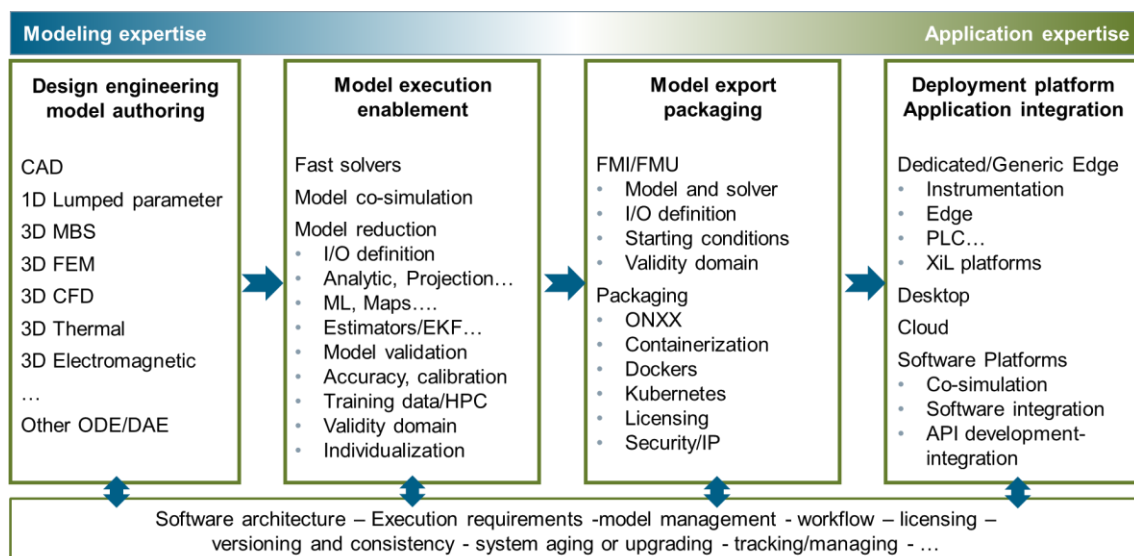 Modeling expertise
Application expertise
Design engineering
model authoring
CAD
1D Lumped parameter
3D MBS
3D FEM
3D CFD
3D Thermal
3D Electromagnetic
…
Other ODE/DAE
Model execution
enablement
Fast solvers
Model co-simulation
Model reduction
• I/O definition
• Analytic, Projection…
• ML, Maps….
• Estimators/EKF…
• Model validation
• Accuracy, calibration
• Training data/HPC
• Validity domain
• Individualization
Model export
packaging
FMI/FMU
• Model and solver
• I/O definition
• Starting conditions
• Validity domain
Packaging
• ONXX
• Containerization
• Dockers
• Kubernetes
• Licensing
• Security/IP
Deployment platform
Application integration
Dedicated/Generic Edge
• Instrumentation
• Edge
• PLC…
• XiL platforms
Desktop
Cloud
Software Platforms
• Co-simulation
• Software integration
• API development-
integration
Software architecture – Execution requirements -model management - workflow – licensing –
versioning and consistency - system aging or upgrading - tracking/managing - …